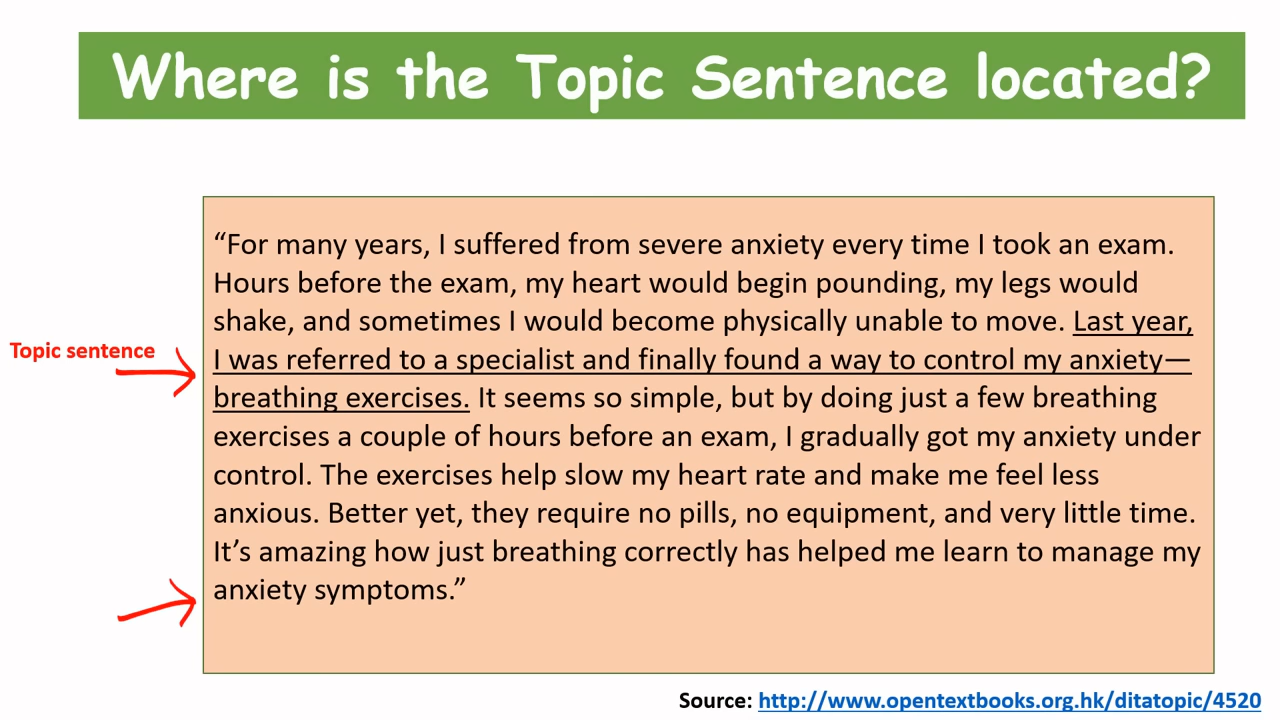 Where is the Topic Sentence located?
“For many years, I suffered from severe anxiety every time I took an exam.
Hours before the exam, my heart would begin pounding, my legs would
shake, and sometimes I would become physically unable to move. Last year,
Topic sentence
I was referred to a specialist and finally found a way to control my anxiety—
breathing exercises. It seems so simple, but by doing just a few breathing
exercises a couple of hours before an exam, I gradually got my anxiety under
control. The exercises help slow my heart rate and make me feel less
anxious. Better yet, they require no pills, no equipment, and very little time.
It’s amazing how just breathing correctly has helped me learn to manage my
anxiety symptoms.”
Source: http://www.opentextbooks.org.hk/ditatopic/4520